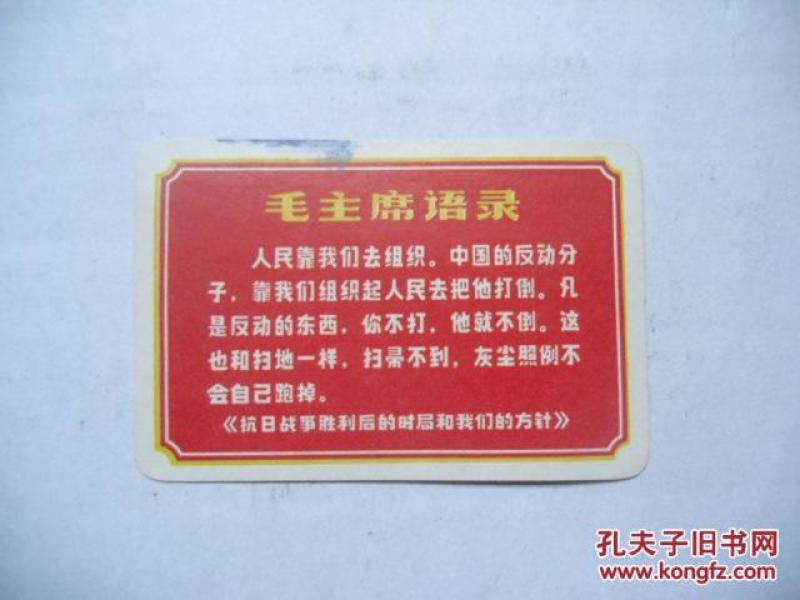 毛主席语录
人民靠我们去组织。中国的反动分
子，靠我们组织起人民去把他打倒。凡
是反动的东西，你不打，他就不倒。这
也和扫地一样，扫帚不到，灰尘照例不
会自己跑掉。
《抗日战争胜利后的时局和我们的方针》
孔夫子旧书网
www.kongfz.com